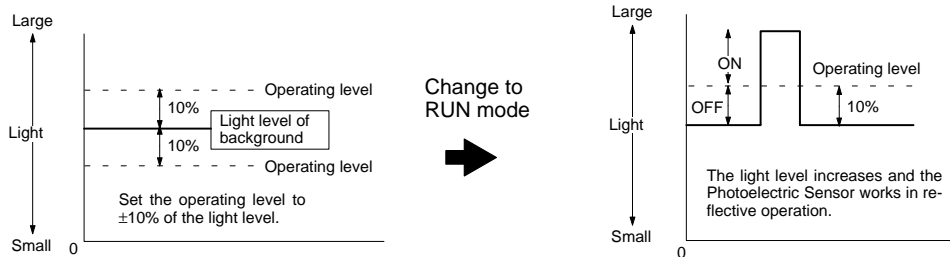 Large
Operating level
10%
Light level of
background
Light
10%
Operating level
Set the operating level to
±10% of the light level.
Small
0
Change to
RUN mode
Large
ON
Operating level
OFF
10%
Light
The light level increases and the
Photoelectric Sensor works in re-
flective operation.
Small
0